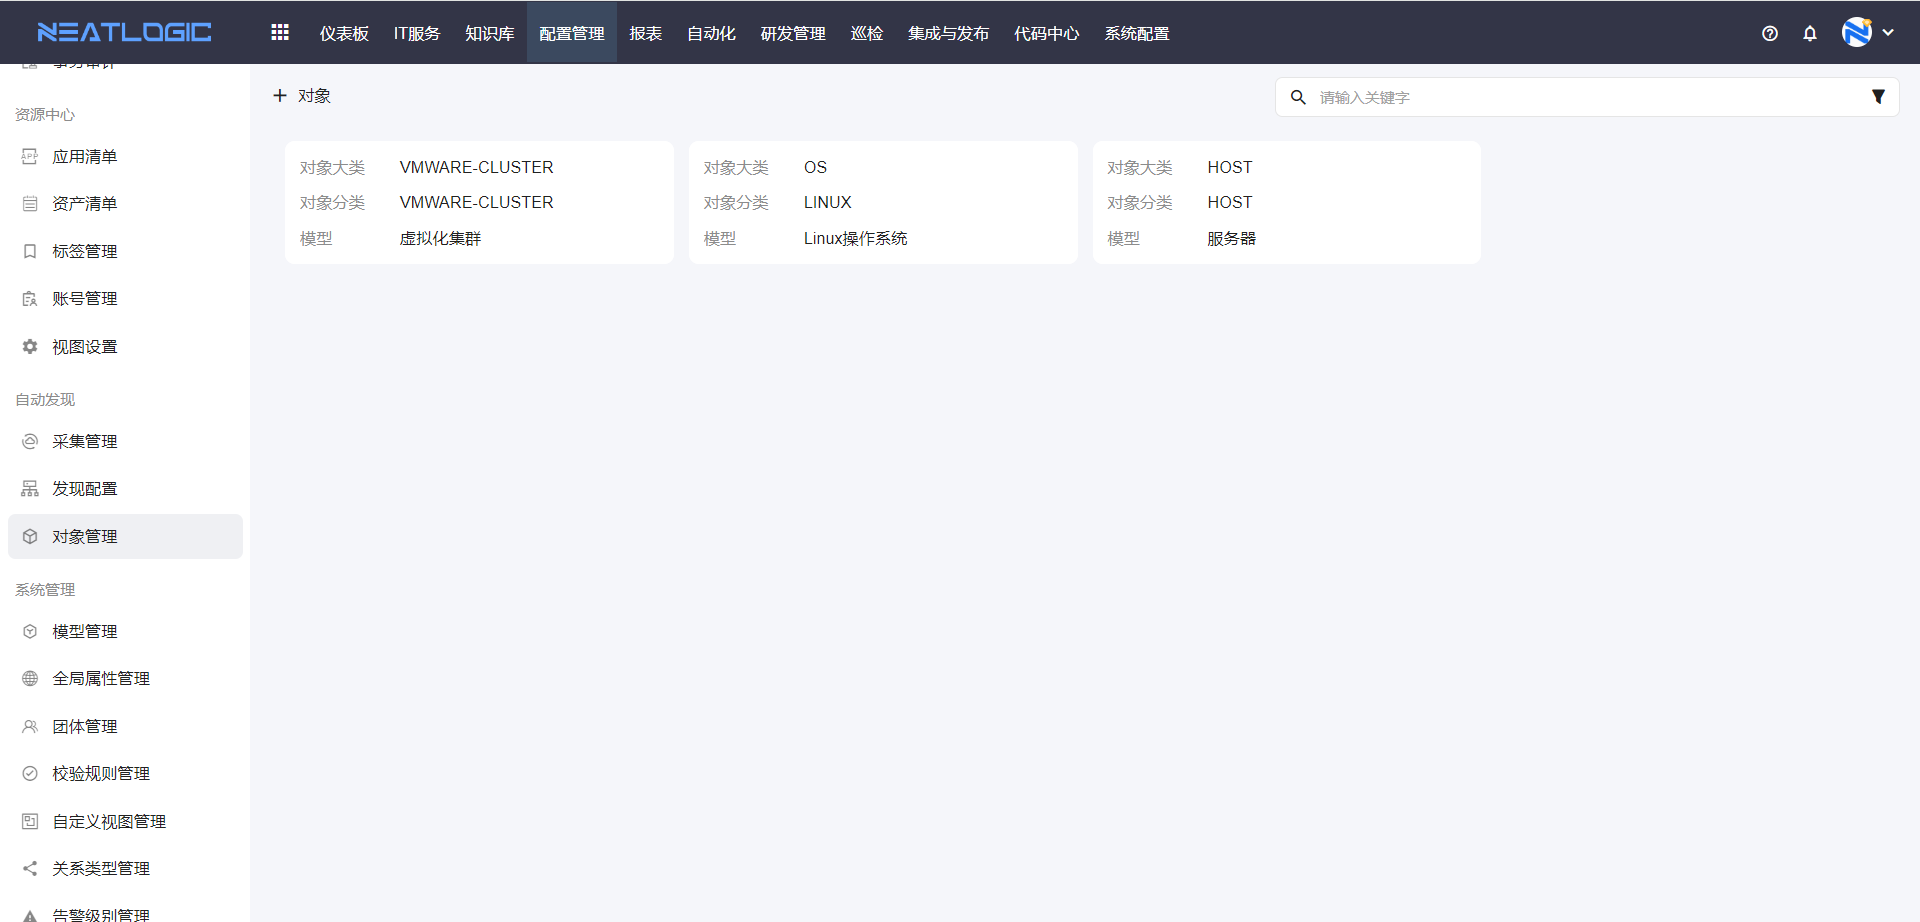 NEATLOGIC
仪表板 IT服务 知识库 配置管理 报表 自动化 研发管理 巡检 集成与发布 代码中心 系统配置
事务审计
资源中心
APP 应用清单
资产清单
标签管理
账号管理
视图设置
自动发现
采集管理
发现配置
对象管理
系统管理
模型管理
全局属性管理
团体管理
校验规则管理
自定义视图管理
关系类型管理
告警级别管理
对象
请输入关键字
对象大类 VMWARE-CLUSTER
对象分类 VMWARE-CLUSTER
模型 虚拟化集群
对象大类 OS
对象分类 LINUX
模型 Linux操作系统
对象大类 HOST
对象分类 HOST
模型 服务器